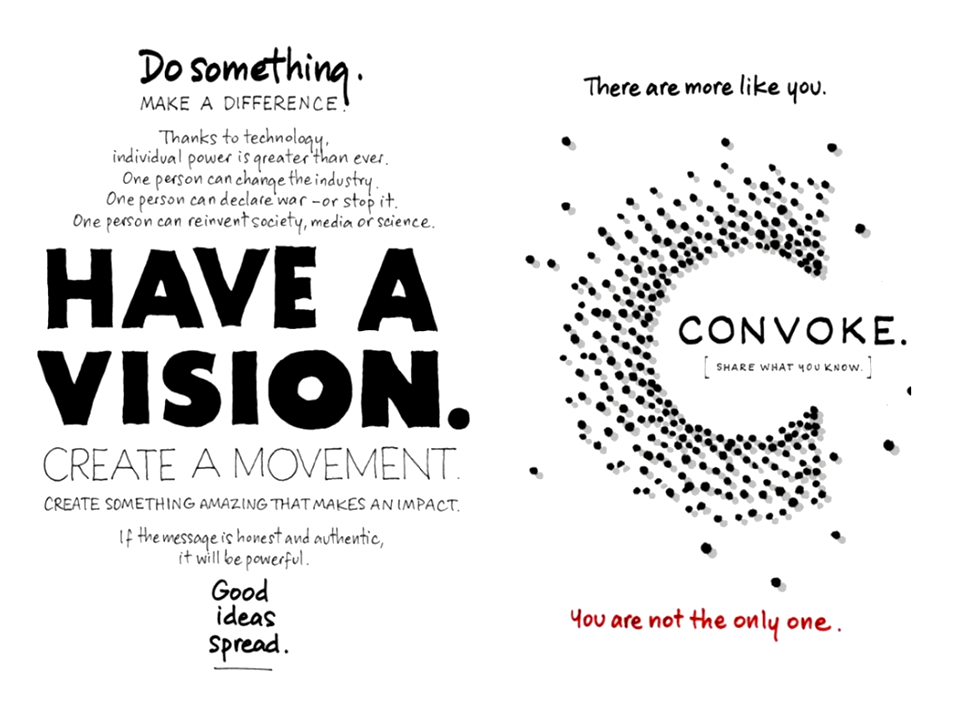 Do something.
MAKE A DIFFERENCE.
Thanks to technology,
individual power is greater than ever.
One person can change the industry.
One person can declare war – or stop it.
One person can reinvent society, media or science.
HAVE A
VISION.
CREATE A MOVEMENT.
CREATE SOMETHING AMAZING THAT MAKES AN IMPACT.
If the message is honest and authentic,
it will be powerful.
Good
ideas
spread.
There are more like you.
CONVOKE.
[SHARE WHAT YOU KNOW.]
You are not the only one.